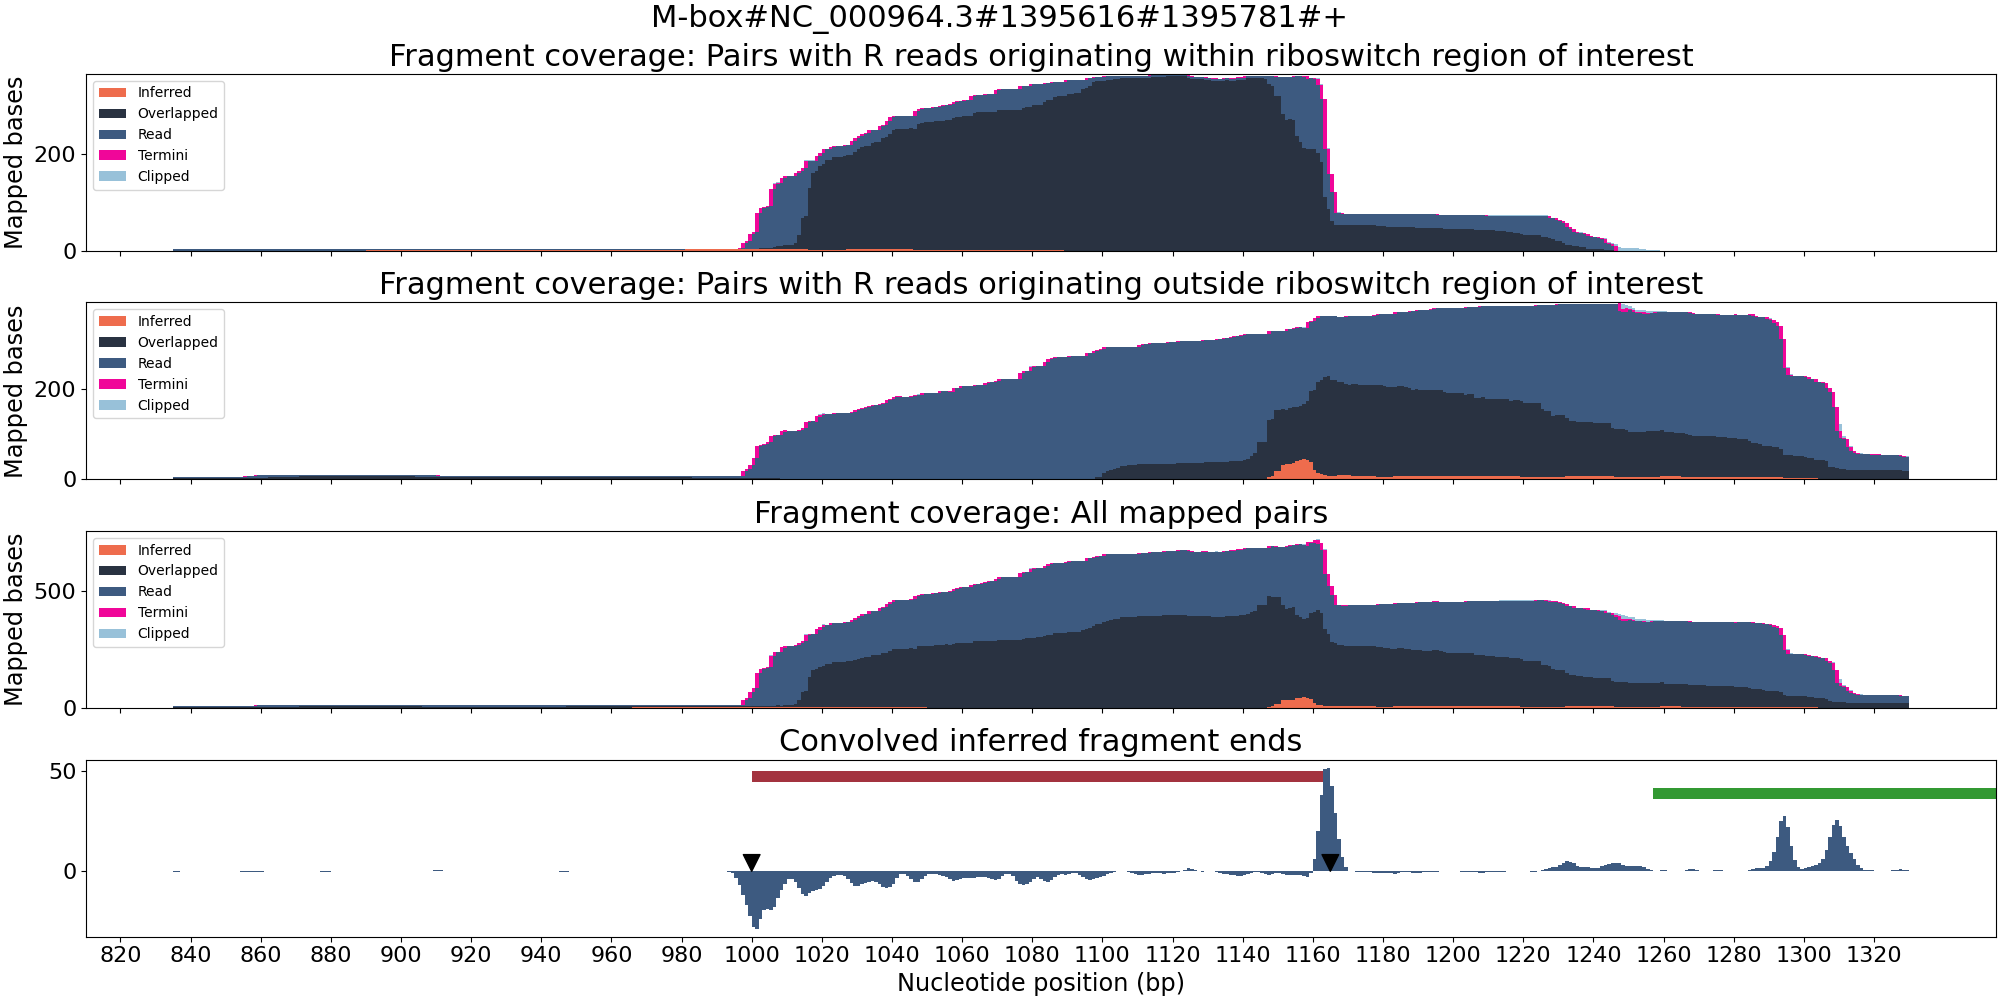 M-box#NC_000964.3#1395616#1395781#+
Fragment coverage: Pairs with R reads originating within riboswitch region of interest
Mapped bases
200
0
Inferred
Overlapped
Read
Termini
Clipped
Fragment coverage: Pairs with R reads originating outside riboswitch region of interest
Mapped bases
200
0
Inferred
Overlapped
Read
Termini
Clipped
Fragment coverage: All mapped pairs
Mapped bases
500
0
Inferred
Overlapped
Read
Termini
Clipped
Convolved inferred fragment ends
50
0
820 840 860 880 900 920 940 960 980 1000 1020 1040 1060 1080 1100 1120 1140 1160 1180 1200 1220 1240 1260 1280 1300 1320
Nucleotide position (bp)